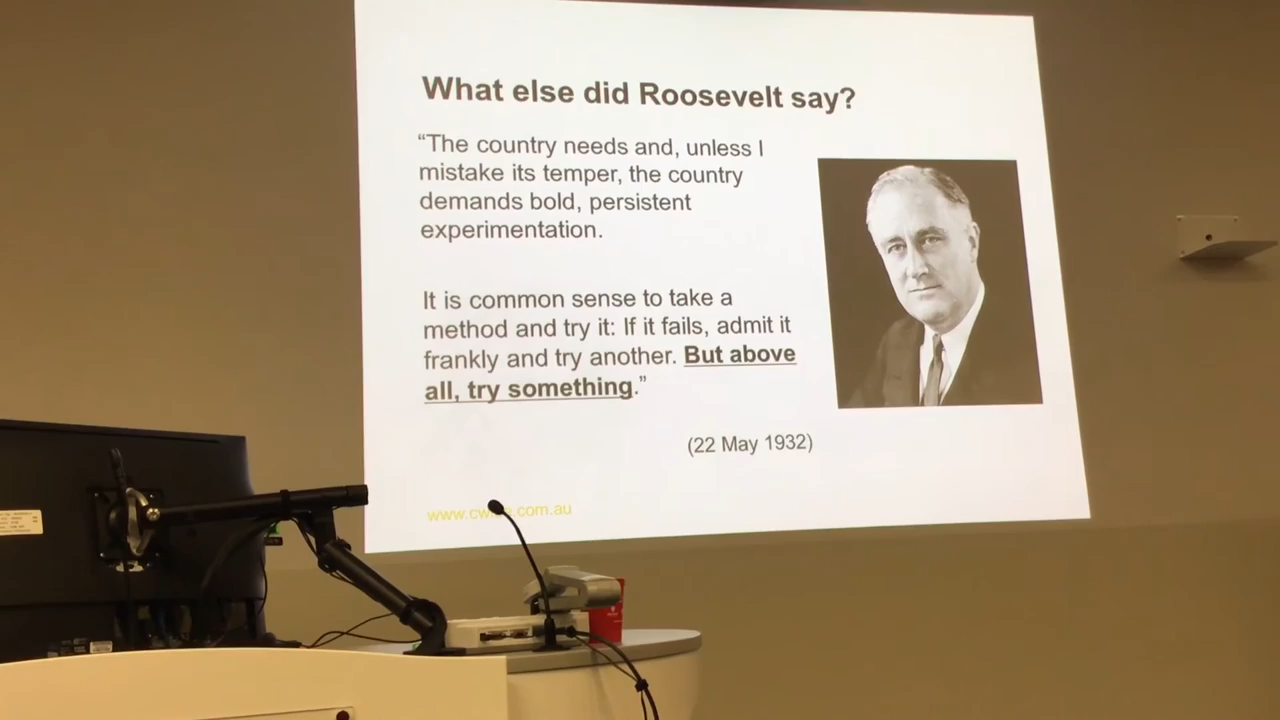 What else did Roosevelt say?
“The country needs and, unless I
mistake its temper, the country
demands bold, persistent
experimentation.
It is common sense to take a
method and try it: If it fails, admit it
frankly and try another. But above
all, try something.”
(22 May 1932)